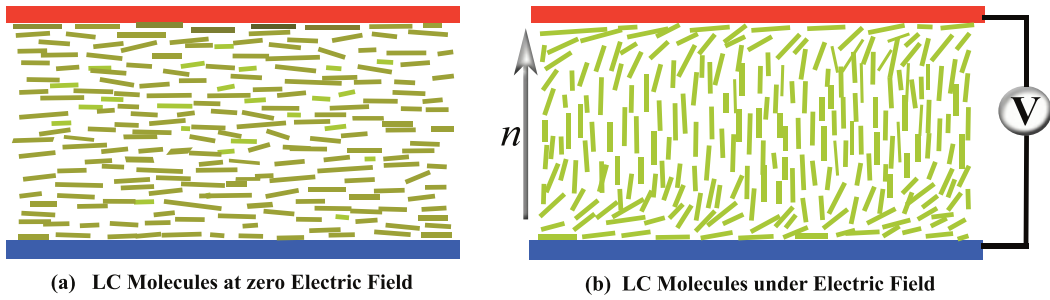 n
V
(a) LC Molecules at zero Electric Field
(b) LC Molecules under Electric Field